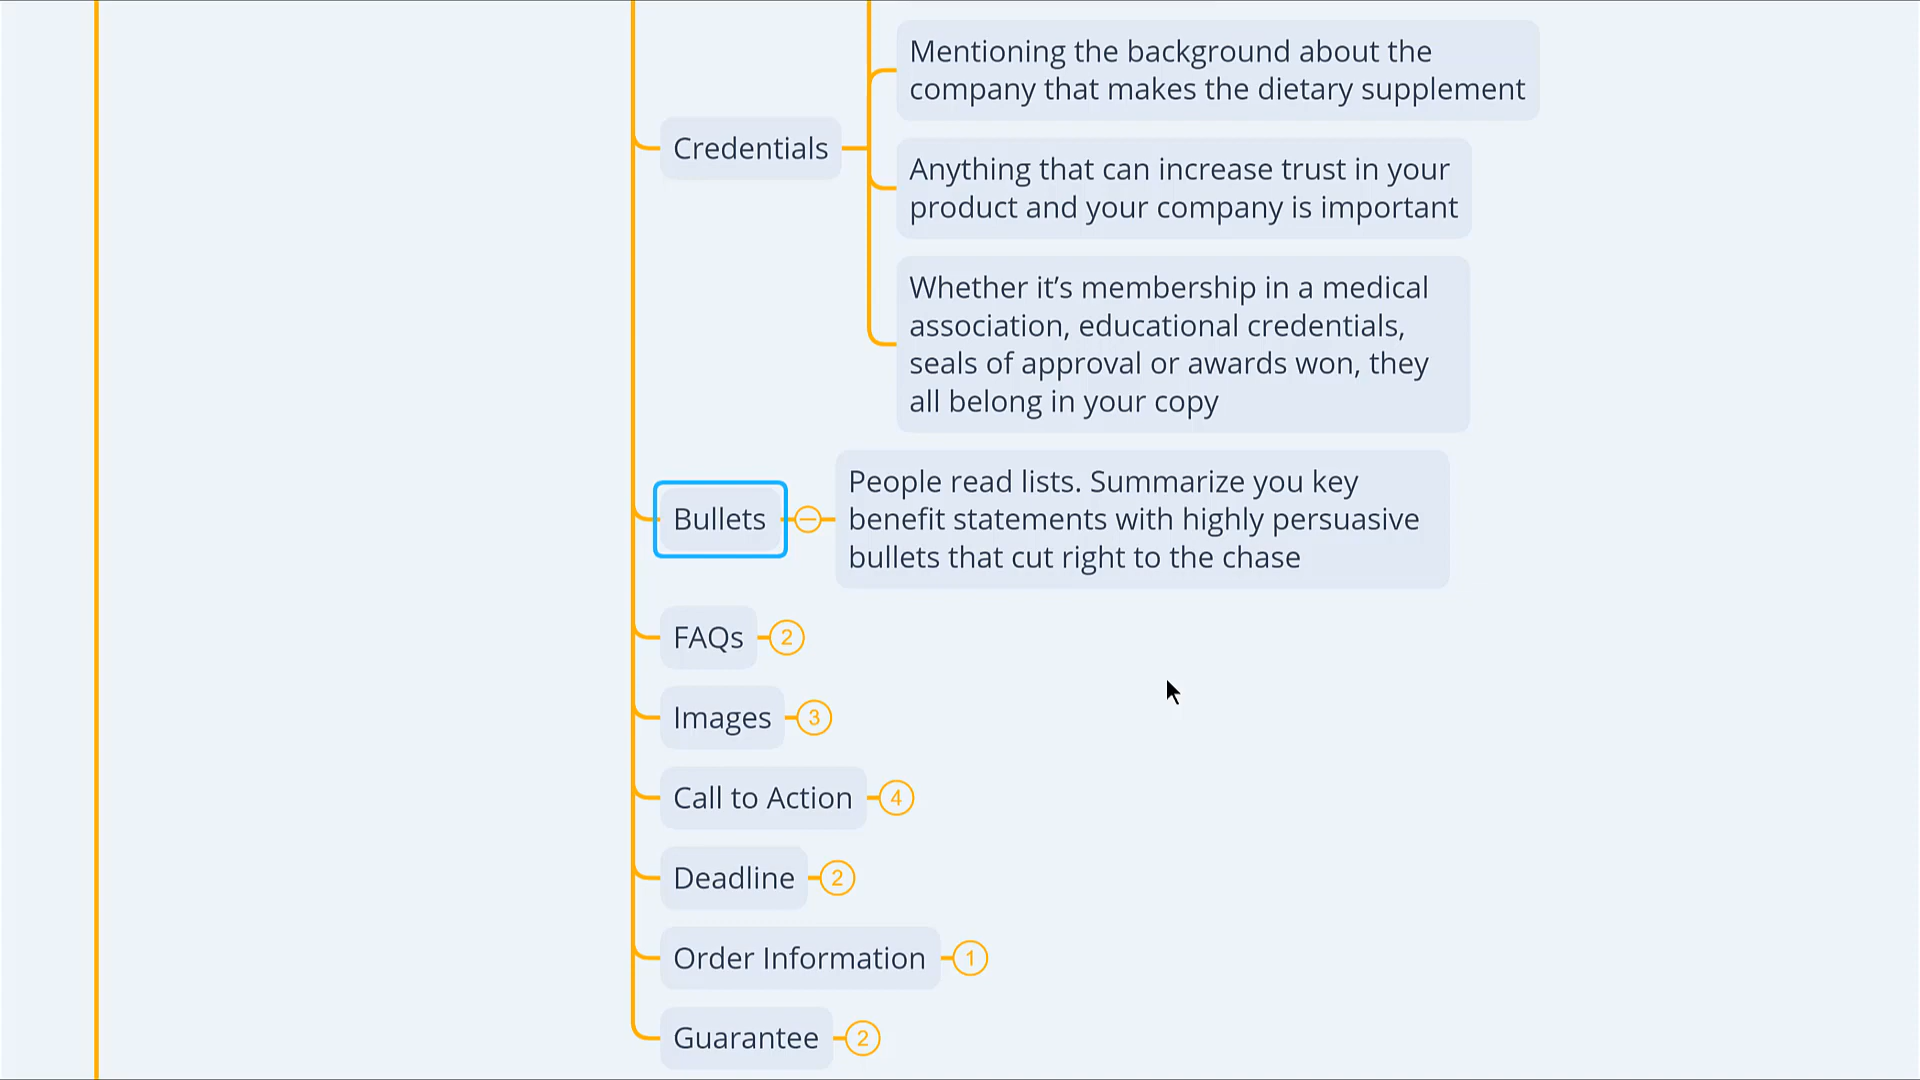 Mentioning the background about the
company that makes the dietary supplement
Credentials
Anything that can increase trust in your
product and your company is important
Whether it’s membership in a medical
association, educational credentials,
seals of approval or awards won, they
all belong in your copy
Bullets
People read lists. Summarize you key
benefit statements with highly persuasive
bullets that cut right to the chase
FAQs 2
Images 3
Call to Action 4
Deadline 2
Order Information 1
Guarantee 2